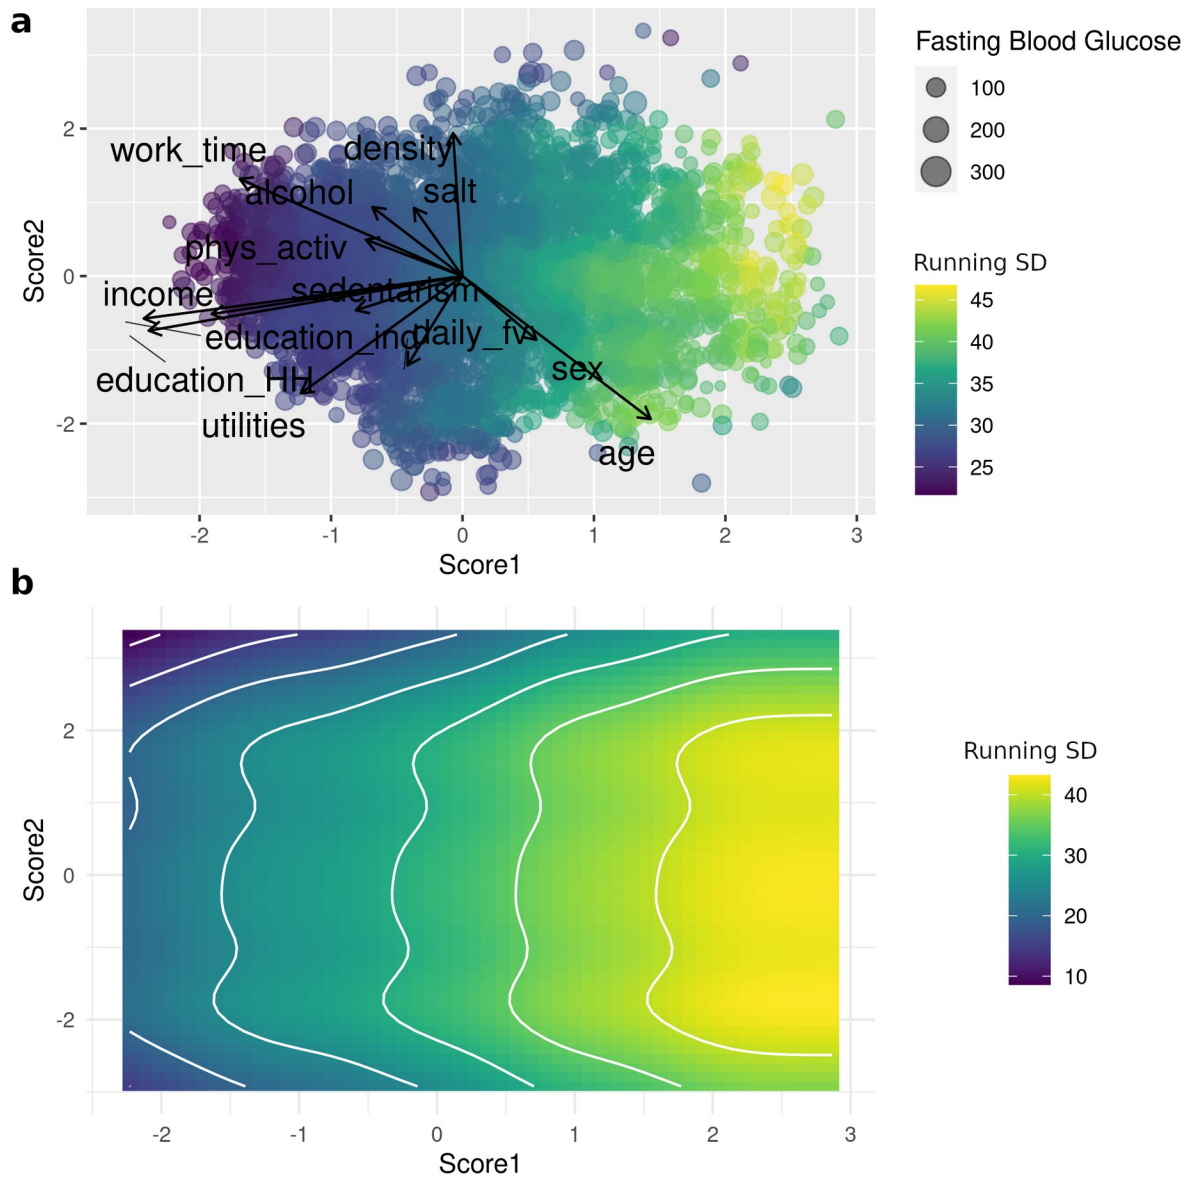 a
Fasting Blood Glucose
100
200
300
Running SD
45
40
35
30
25
work_time
density
alcohol
salt
phys_activ
income
sedentarism
education_ind
daily_fv
education_HH
sex
utilities
age
Score2
2
0
-2
-2 -1 0 1 2 3
Score1
b
Score2
2
0
-2
-2 -1 0 1 2 3
Score1
Running SD
40
30
20
10